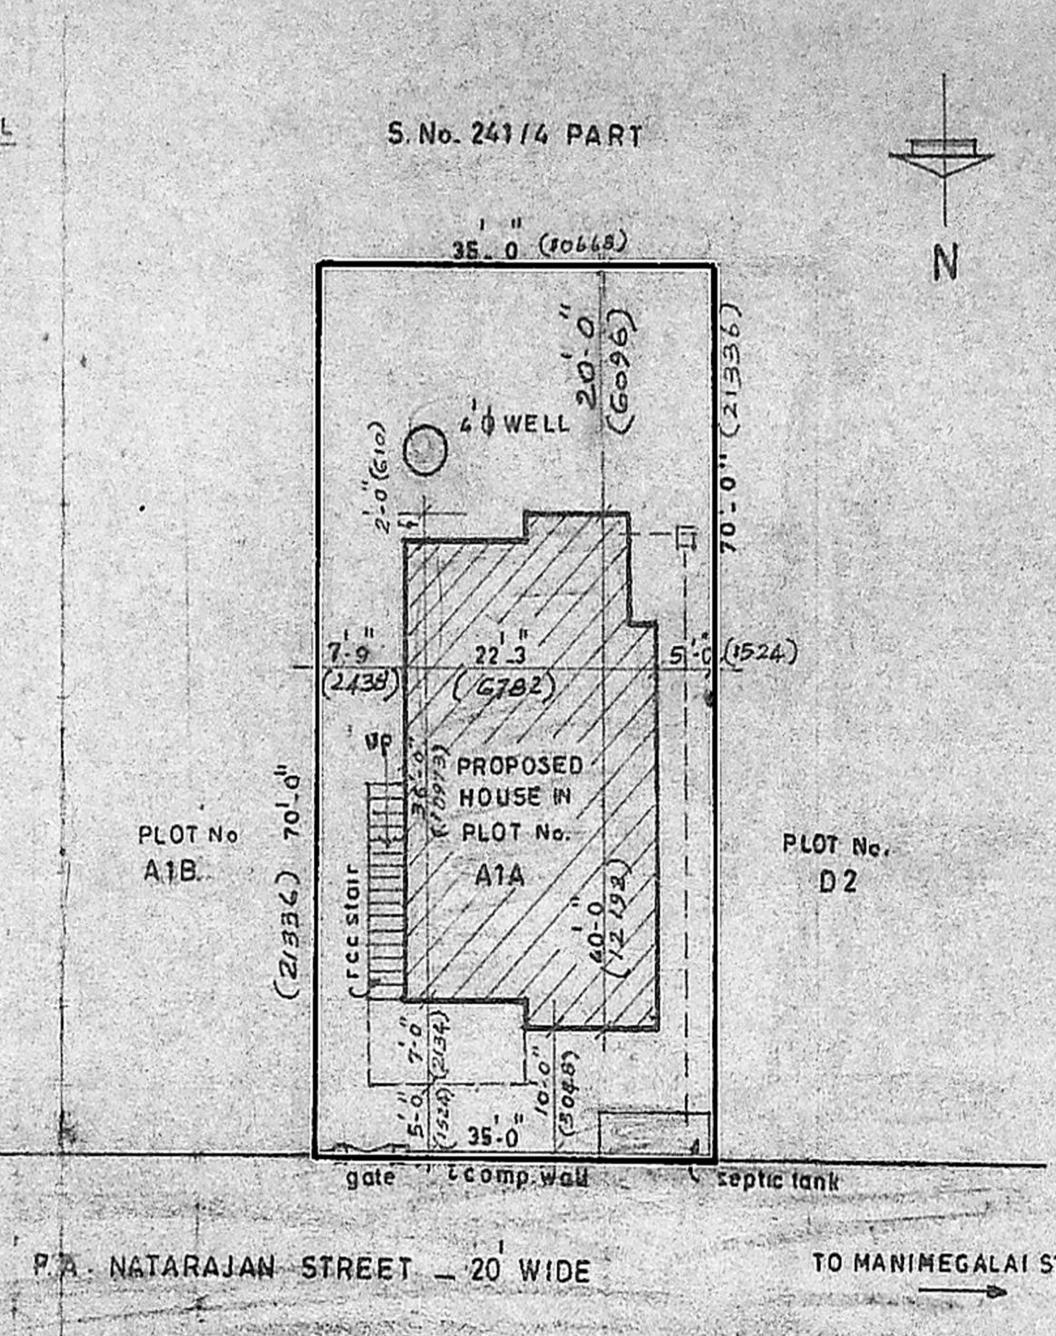 L
S. No. 241/4 PART
N
35'-0" (10668)
20'-0"
(6096)
70'-0" (21336)
4'ϕ WELL
2'-0" (610)
7'-9"
(2438)
22'-3"
(6782)
5'-0" (1524)
UP
36'-0"
(10973)
PROPOSED
HOUSE IN
PLOT No.
A1A
PLOT No
A1B.
70'-0"
(21336)
PLOT No.
D2
rcc stair
40'-0"
(12192)
7'-0"
(2134)
5'-0"
(1524)
10'-0"
(3048)
35'-0"
gate
comp. wall
septic tank
P.A. NATARAJAN STREET — 20' WIDE
TO MANIMEGALAI ST